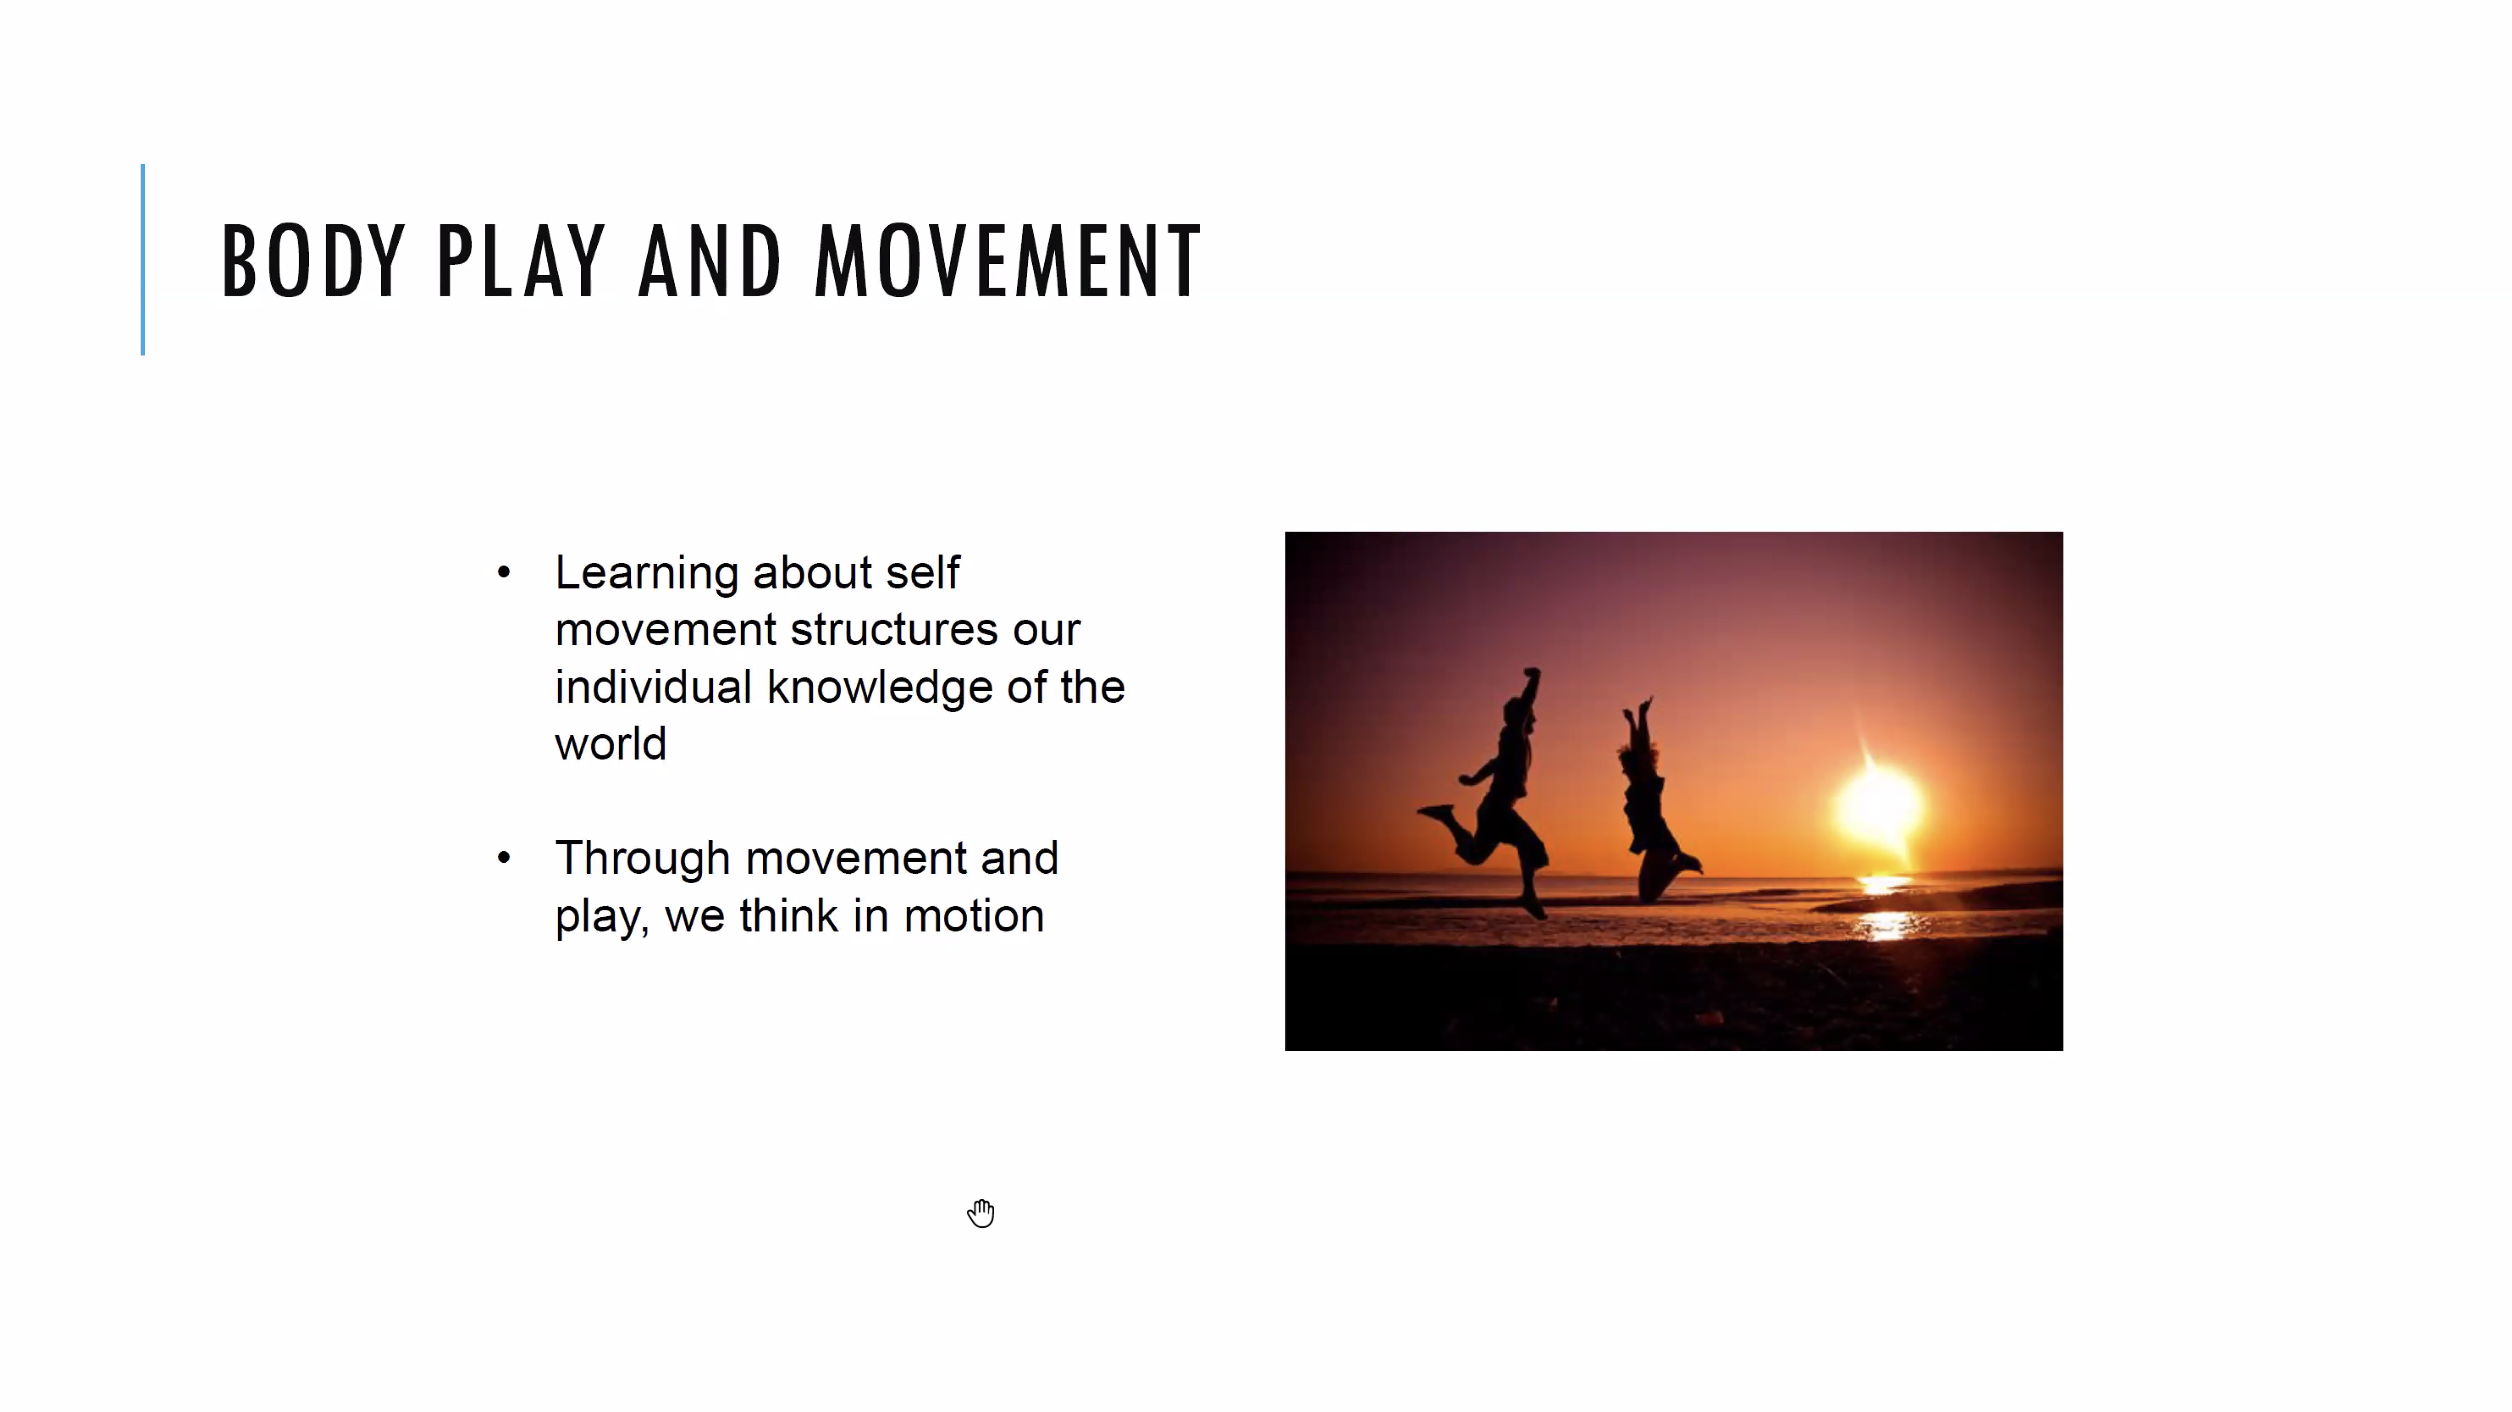 BODY PLAY AND MOVEMENT
• Learning about self
movement structures our
individual knowledge of the
world
• Through movement and
play, we think in motion